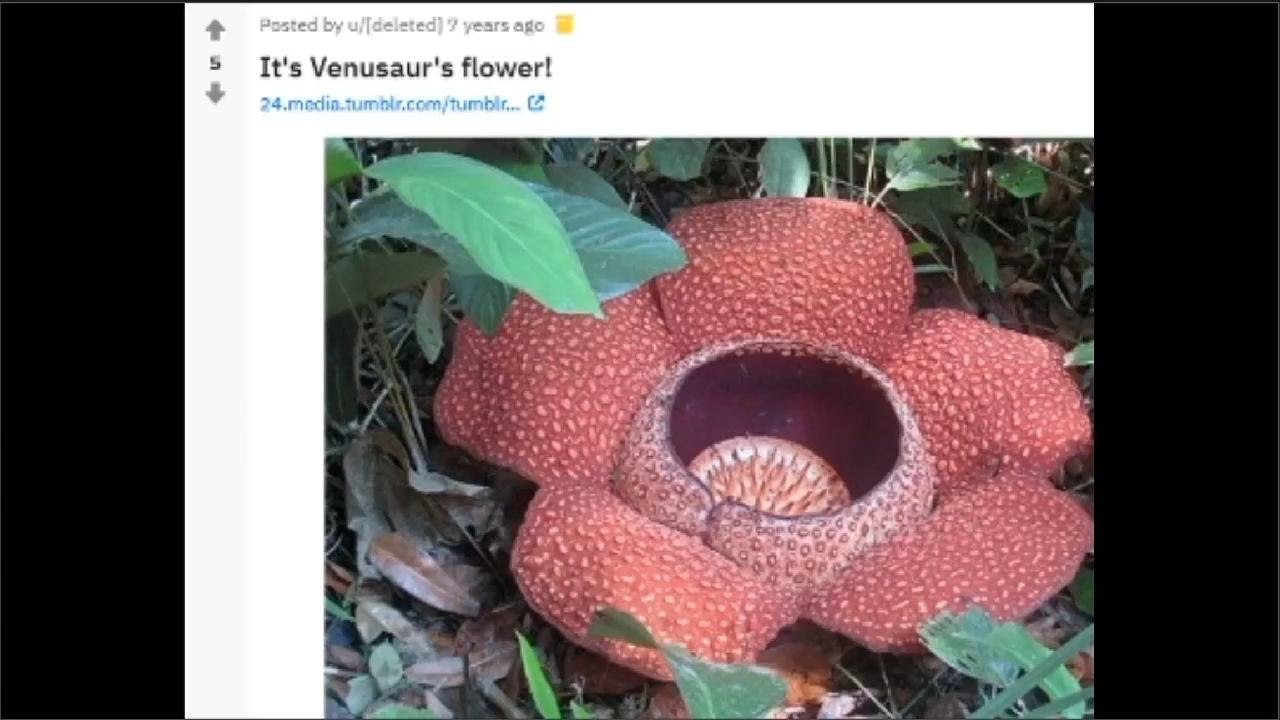 Posted by u/[deleted] 7 years ago
5
It's Venusaur's flower!
24.media.tumblr.com/tumblr...